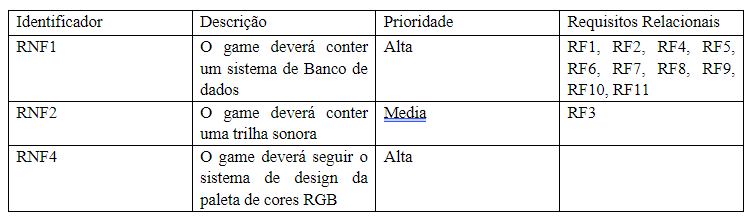 Identificador Descrição Prioridade Requisitos Relacionais
RNF1 O game deverá conter Alta RF1, RF2, RF4, RF5,
um sistema de Banco de RF6, RF7, RF8, RF9,
dados RF10, RF11
RNF2 O game deverá conter Media RF3
uma trilha sonora
RNF4 O game deverá seguir o Alta
sistema de design da
paleta de cores RGB